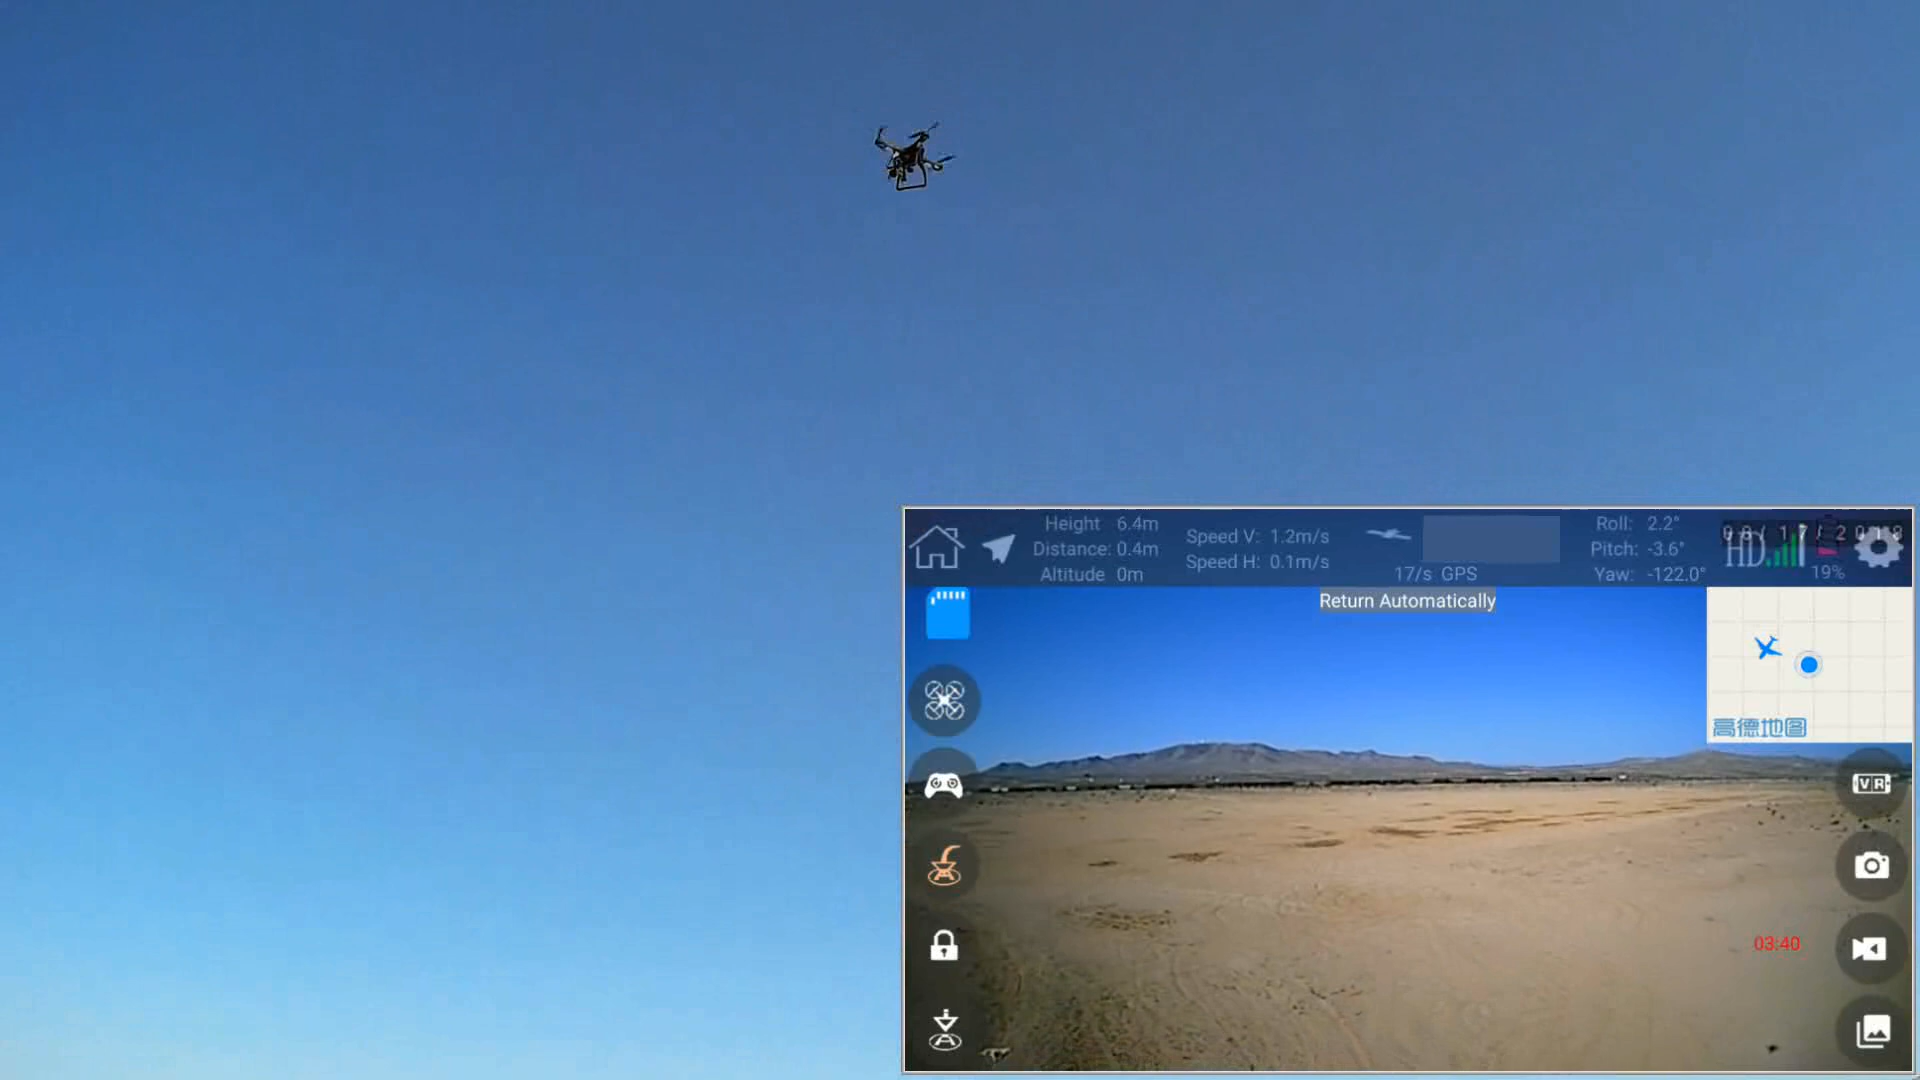 Height 6.4m
Distance: 0.4m
Altitude 0m
Speed V: 1.2m/s
Speed H: 0.1m/s
17/s GPS
Roll: 2.2°
Pitch: -3.6°
Yaw: -122.0°
HD
19%
Return Automatically
高德地图
VR
03:40